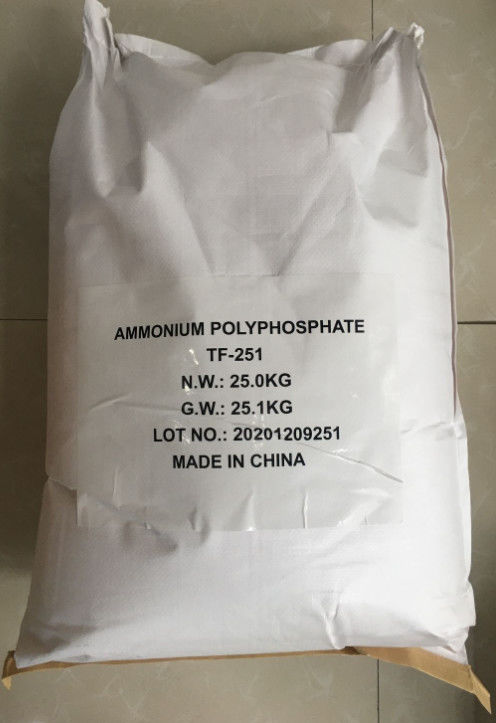 AMMONIUM POLYPHOSPHATE
TF-251
N.W.: 25.0KG
G.W.: 25.1KG
LOT NO.: 20201209251
MADE IN CHINA